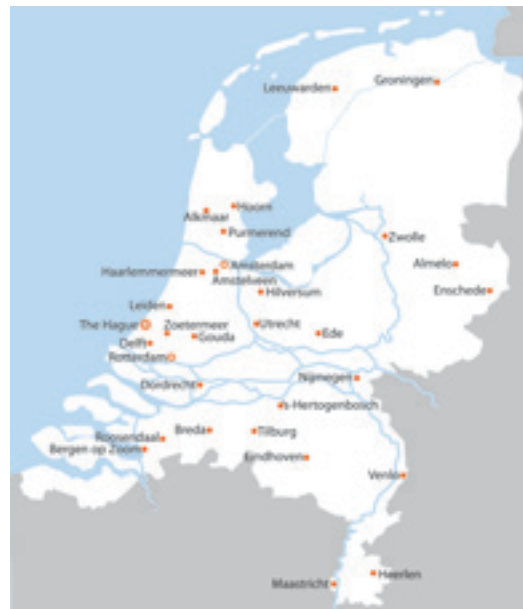 Groningen
Leeuwarden
Hoorn
Alkmaar
Purmerend
Zwolle
Amsterdam
Almelo
Haarlemmermeer
Amstelveen
Enschede
Hilversum
Leiden
The Hague
Zoetermeer
Utrecht
Gouda
Ede
Delft
Rotterdam
Nijmegen
Dordrecht
's-Hertogenbosch
Breda
Tilburg
Roosendaal
Bergen op Zoom
Eindhoven
Venlo
Heerlen
Maastricht